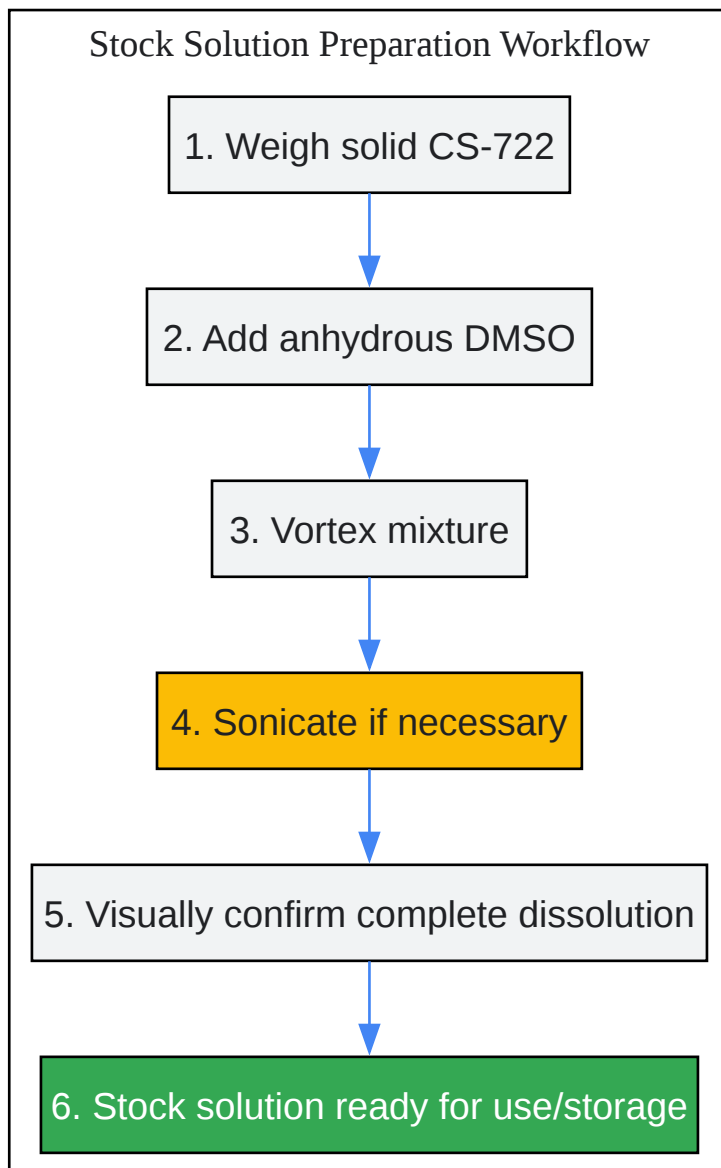 Stock Solution Preparation Workflow
1. Weigh solid CS-722
2. Add anhydrous DMSO
3. Vortex mixture
4. Sonicate if necessary
5. Visually confirm complete dissolution
6. Stock solution ready for use/storage